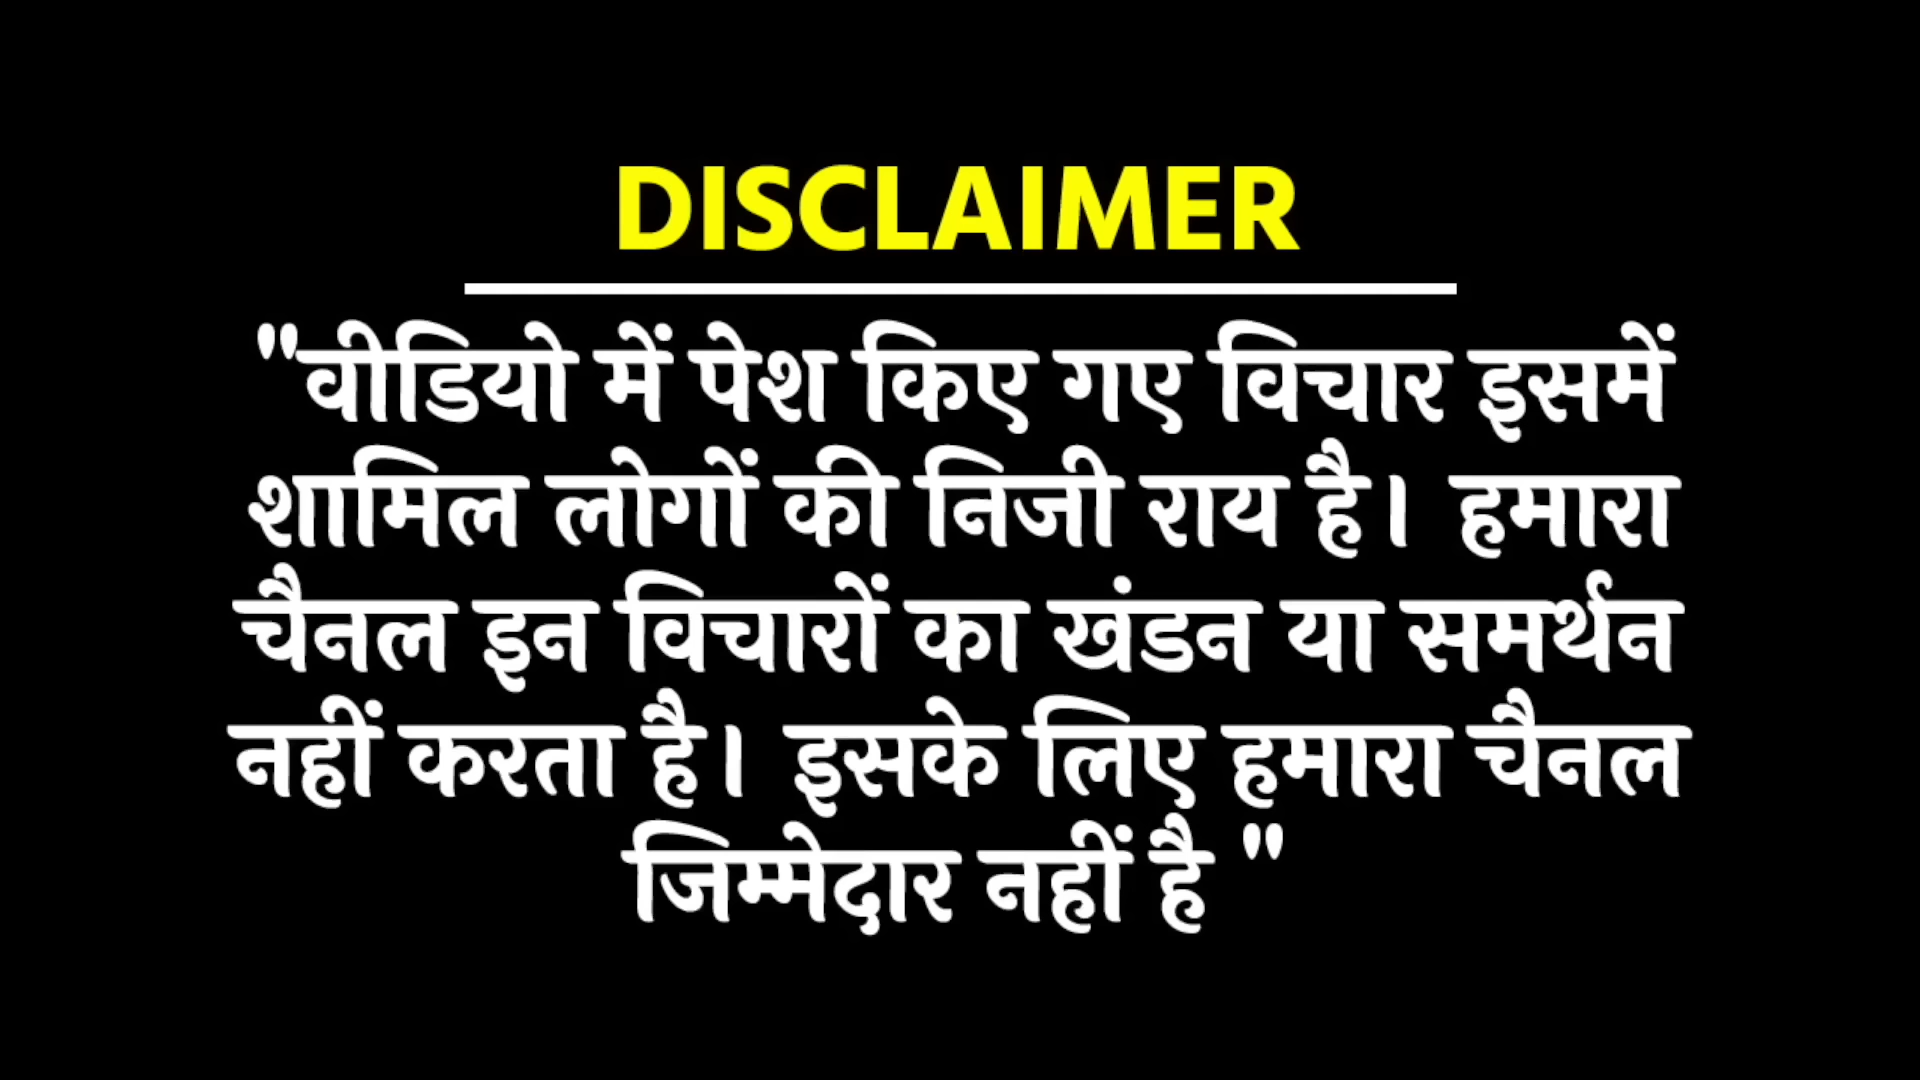 DISCLAIMER
"वीडियो में पेश किए गए विचार इसमें
शामिल लोगों की निजी राय है। हमारा
चैनल इन विचारों का खंडन या समर्थन
नहीं करता है। इसके लिए हमारा चैनल
जिम्मेदार नहीं है "